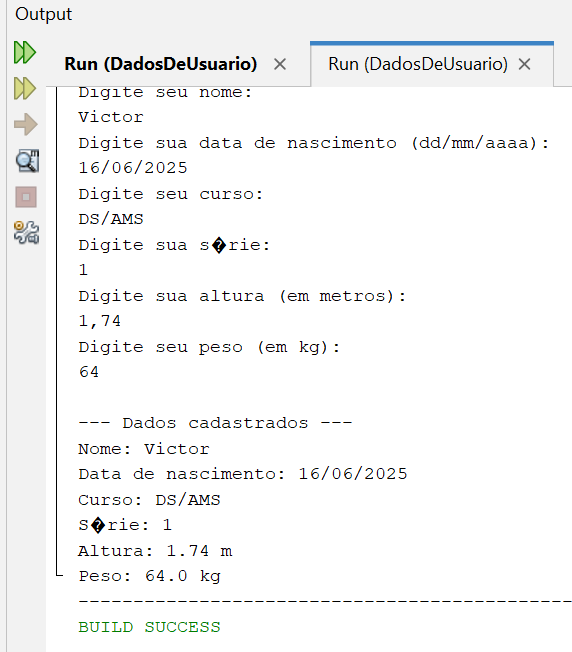 Output
Run (DadosDeUsuario) × Run (DadosDeUsuario) ×
Digite seu nome:
Victor
Digite sua data de nascimento (dd/mm/aaaa):
16/06/2025
Digite seu curso:
DS/AMS
Digite sua s�rie:
1
Digite sua altura (em metros):
1,74
Digite seu peso (em kg):
64
--- Dados cadastrados ---
Nome: Victor
Data de nascimento: 16/06/2025
Curso: DS/AMS
S�rie: 1
Altura: 1.74 m
Peso: 64.0 kg
---------------------------------------------
BUILD SUCCESS